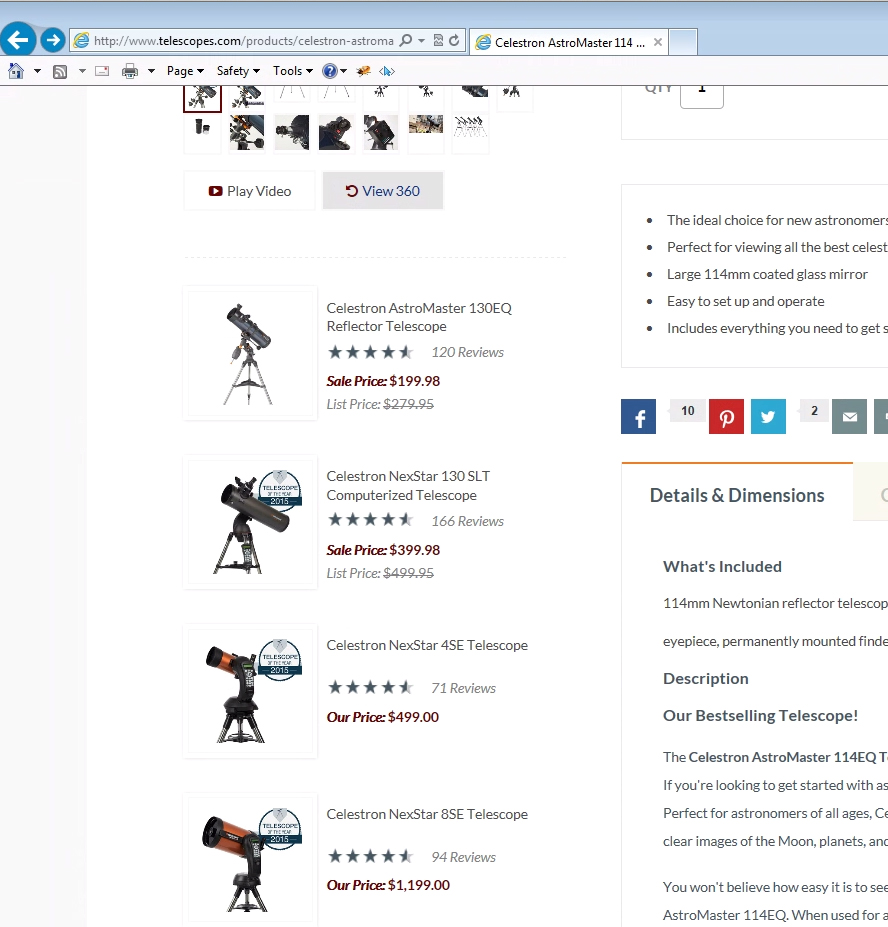 http://www.telescopes.com/products/celestron-astroma
Celestron AstroMaster 114 ...
Page
Safety
Tools
QTY
1
Play Video
View 360
The ideal choice for new astronomers
Perfect for viewing all the best celest
Large 114mm coated glass mirror
Easy to set up and operate
Includes everything you need to get s
Celestron AstroMaster 130EQ
Reflector Telescope
120 Reviews
Sale Price: $199.98
List Price: $279.95
10
2
TELESCOPE
OF THE YEAR
2015
Celestron NexStar 130 SLT
Computerized Telescope
166 Reviews
Sale Price: $399.98
List Price: $499.95
Details & Dimensions
What's Included
114mm Newtonian reflector telescop
eyepiece, permanently mounted finde
Description
Our Bestselling Telescope!
The Celestron AstroMaster 114EQ T
If you're looking to get started with as
Perfect for astronomers of all ages, Ce
clear images of the Moon, planets, and
You won't believe how easy it is to see
AstroMaster 114EQ. When used for a
TELESCOPE
OF THE YEAR
2015
Celestron NexStar 4SE Telescope
71 Reviews
Our Price: $499.00
TELESCOPE
OF THE YEAR
2015
Celestron NexStar 8SE Telescope
94 Reviews
Our Price: $1,199.00